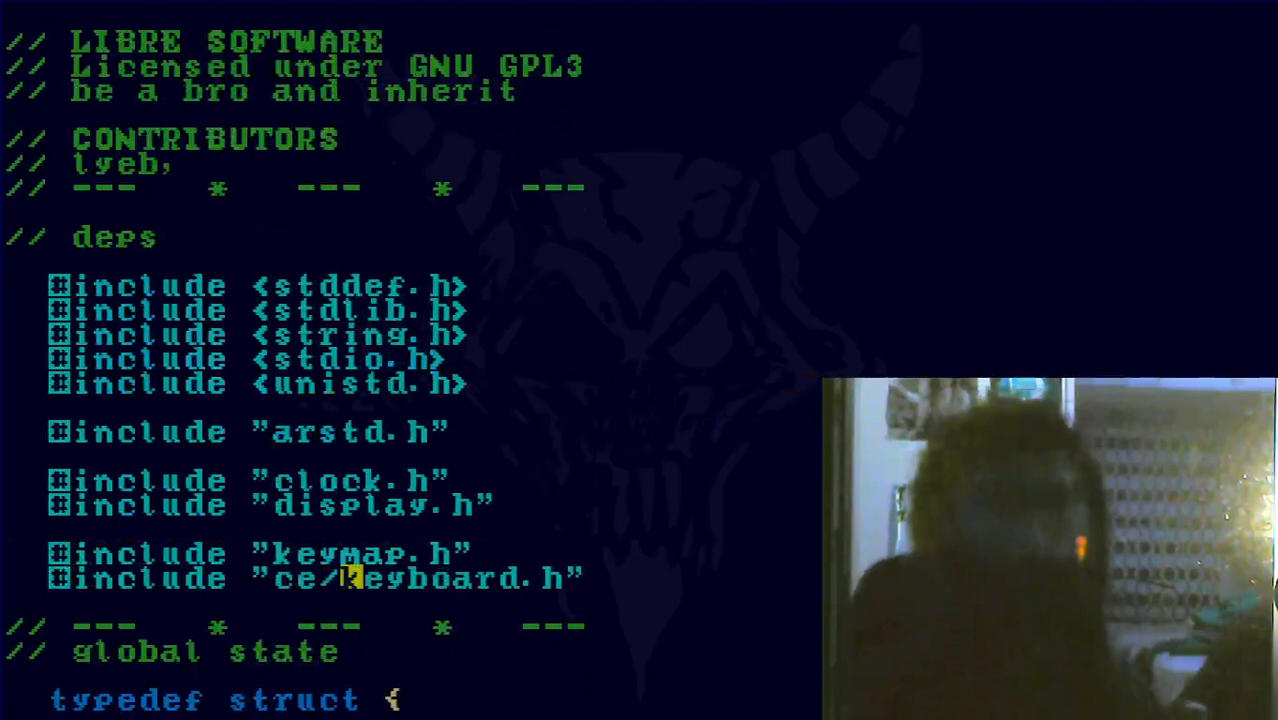 // LIBRE SOFTWARE
// Licensed under GNU GPL3
// be a bro and inherit
// CONTRIBUTORS
// lyeb,
// --- * --- * ---
// deps
#include <stddef.h>
#include <stdlib.h>
#include <string.h>
#include <stdio.h>
#include <unistd.h>
#include "arstd.h"
#include "clock.h"
#include "display.h"
#include "keymap.h"
#include "ce/keyboard.h"
// --- * --- * ---
// global state
typedef struct {